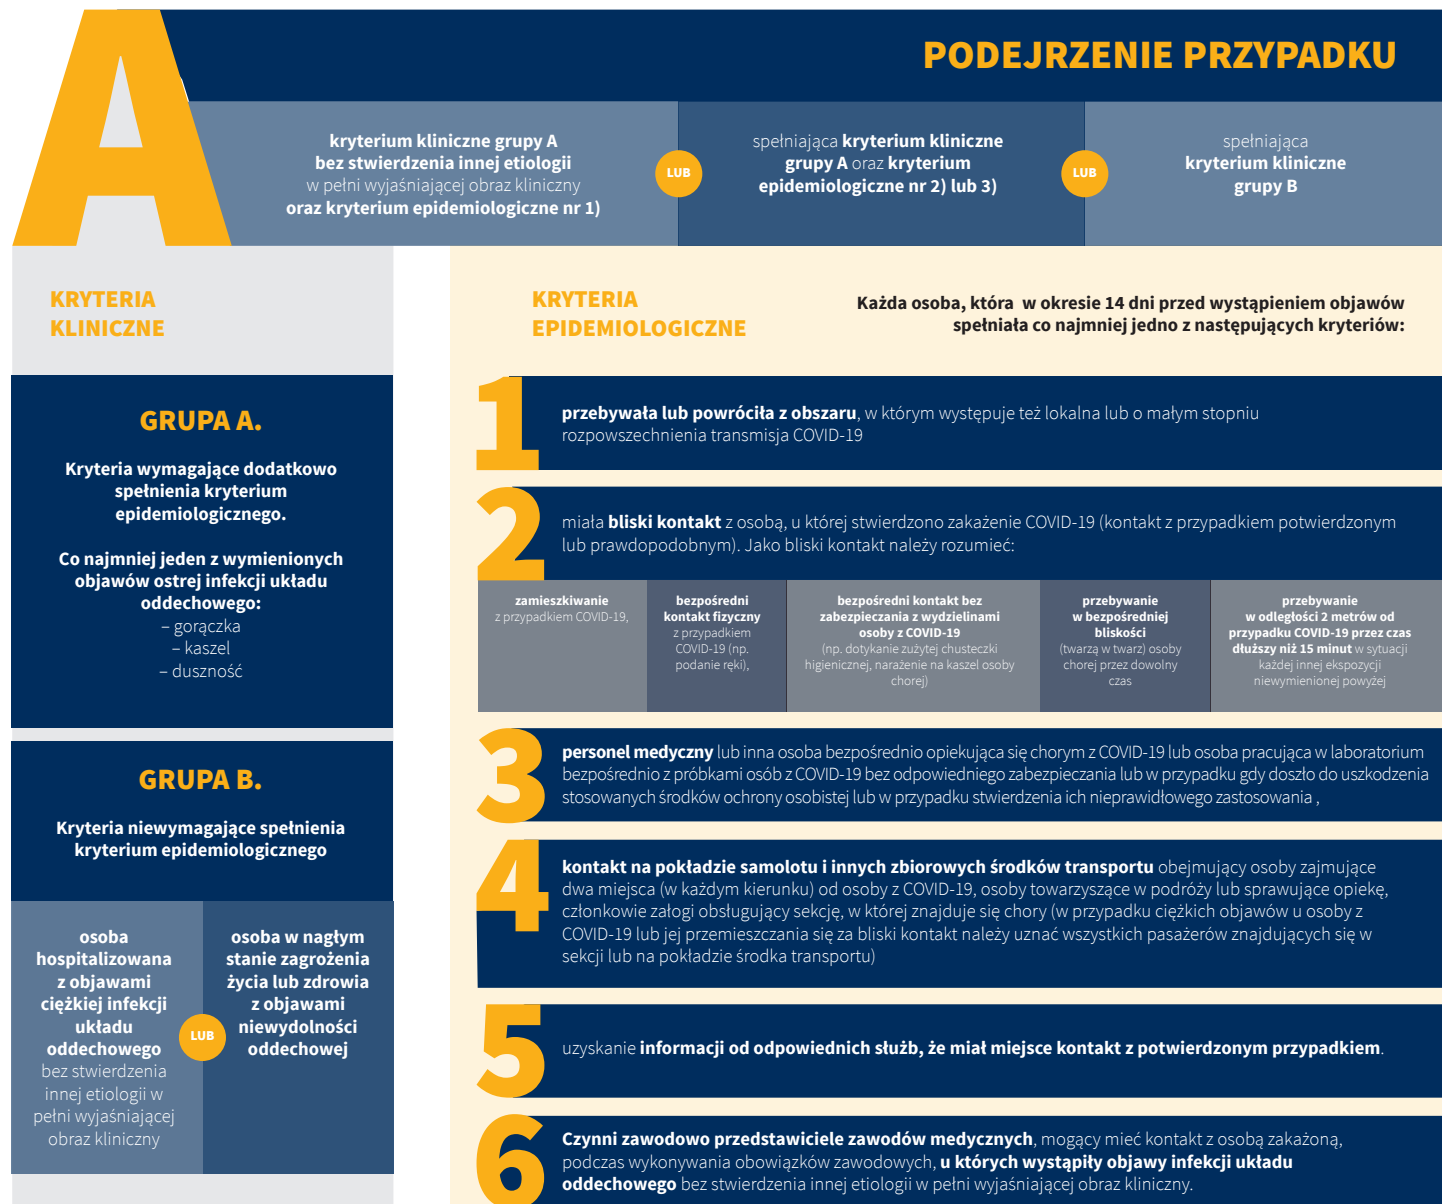 A
PODEJRZENIE PRZYPADKU
kryterium kliniczne grupy A
bez stwierdzenia innej etiologii
w pełni wyjaśniającej obraz kliniczny
oraz kryterium epidemiologiczne nr 1)
LUB
spełniająca kryterium kliniczne
grupy A oraz kryterium
epidemiologiczne nr 2) lub 3)
LUB
spełniająca
kryterium kliniczne
grupy B
KRYTERIA
KLINICZNE
GRUPA A.
Kryteria wymagające dodatkowo
spełnienia kryterium
epidemiologicznego.
Co najmniej jeden z wymienionych
objawów ostrej infekcji układu
oddechowego:
– gorączka
– kaszel
– duszność
GRUPA B.
Kryteria niewymagające spełnienia
kryterium epidemiologicznego
osoba
hospitalizowana
z objawami
ciężkiej infekcji
układu
oddechowego
bez stwierdzenia
innej etiologii w
pełni wyjaśniającej
obraz kliniczny
LUB
osoba w nagłym
stanie zagrożenia
życia lub zdrowia
z objawami
niewydolności
oddechowej
KRYTERIA
EPIDEMIOLOGICZNE
Każda osoba, która w okresie 14 dni przed wystąpieniem objawów
spełniała co najmniej jedno z następujących kryteriów:
1
przebywała lub powróciła z obszaru, w którym występuje też lokalna lub o małym stopniu
rozpowszechnienia transmisja COVID-19
2
miała bliski kontakt z osobą, u której stwierdzono zakażenie COVID-19 (kontakt z przypadkiem potwierdzonym
lub prawdopodobnym). Jako bliski kontakt należy rozumieć:
zamieszkiwanie
z przypadkiem COVID-19,
bezpośredni
kontakt fizyczny
z przypadkiem
COVID-19 (np.
podanie ręki),
bezpośredni kontakt bez
zabezpieczania z wydzielinami
osoby z COVID-19
(np. dotykanie zużytej chusteczki
higienicznej, narażenie na kaszel osoby
chorej)
przebywanie
w bezpośredniej
bliskości
(twarzą w twarz) osoby
chorej przez dowolny
czas
przebywanie
w odległości 2 metrów od
przypadku COVID-19 przez czas
dłuższy niż 15 minut w sytuacji
każdej innej ekspozycji
niewymienionej powyżej
3
personel medyczny lub inna osoba bezpośrednio opiekująca się chorym z COVID-19 lub osoba pracująca w laboratorium
bezpośrednio z próbkami osób z COVID-19 bez odpowiedniego zabezpieczania lub w przypadku gdy doszło do uszkodzenia
stosowanych środków ochrony osobistej lub w przypadku stwierdzenia ich nieprawidłowego zastosowania ,
4
kontakt na pokładzie samolotu i innych zbiorowych środków transportu obejmujący osoby zajmujące
dwa miejsca (w każdym kierunku) od osoby z COVID-19, osoby towarzyszące w podróży lub sprawujące opiekę,
członkowie załogi obsługujący sekcję, w której znajduje się chory (w przypadku ciężkich objawów u osoby z
COVID-19 lub jej przemieszczania się za bliski kontakt należy uznać wszystkich pasażerów znajdujących się w
sekcji lub na pokładzie środka transportu)
5
uzyskanie informacji od odpowiednich służb, że miał miejsce kontakt z potwierdzonym przypadkiem.
6
Czynni zawodowo przedstawiciele zawodów medycznych, mogący mieć kontakt z osobą zakażoną,
podczas wykonywania obowiązków zawodowych, u których wystąpiły objawy infekcji układu
oddechowego bez stwierdzenia innej etiologii w pełni wyjaśniającej obraz kliniczny.